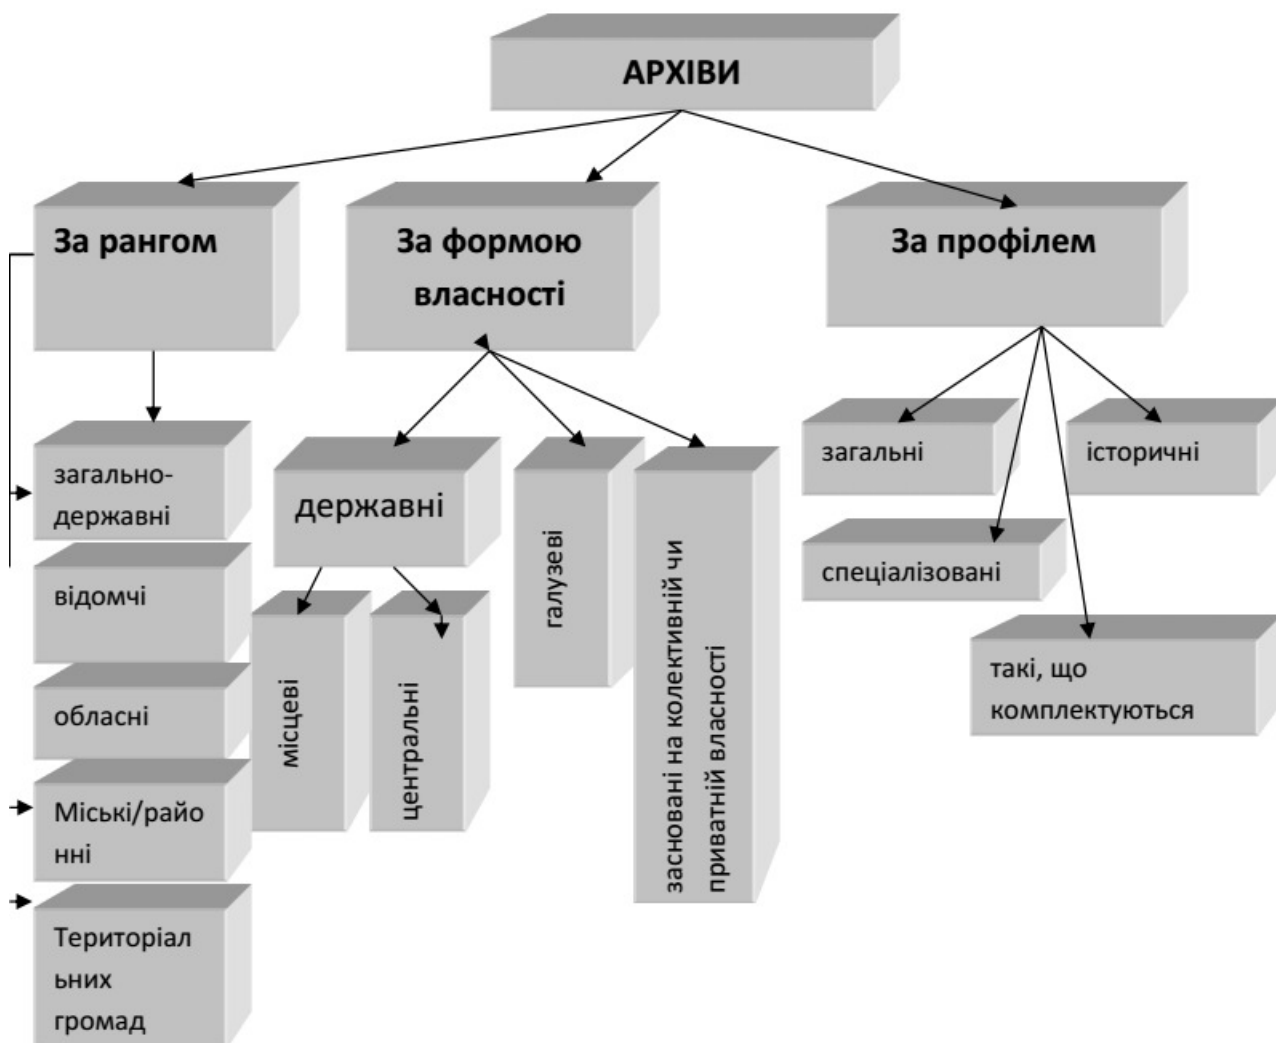 АРХІВИ
За рангом
За формою
власності
За профілем
загально-
державні
відомчі
обласні
Міські/райо
нні
Територіал
ьних
громад
державні
місцеві
центральні
галузеві
засновані на колективній чи
приватній власності
загальні
історичні
спеціалізовані
такі, що
комплектуються